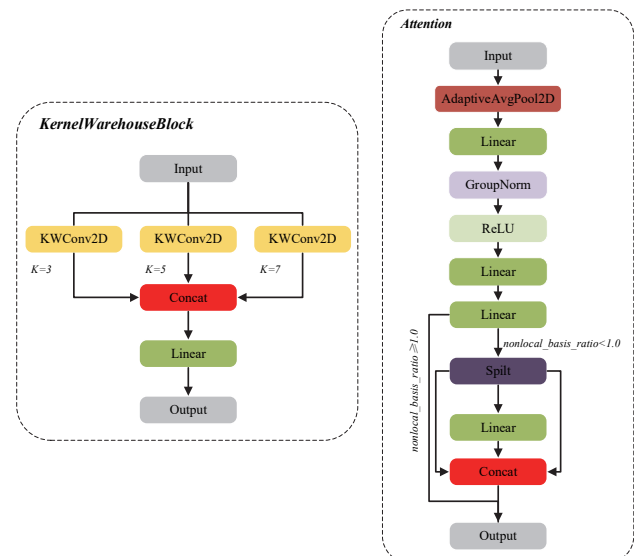 KernelWarehouseBlock
Input
KWConv2D
KWConv2D
KWConv2D
K=3
K=5
K=7
Concat
Linear
Output
Attention
Input
AdaptiveAvgPool2D
Linear
GroupNorm
ReLU
Linear
Linear
nonlocal_basis_ratio≥1.0
nonlocal_basis_ratio<1.0
Spilt
Linear
Concat
Output